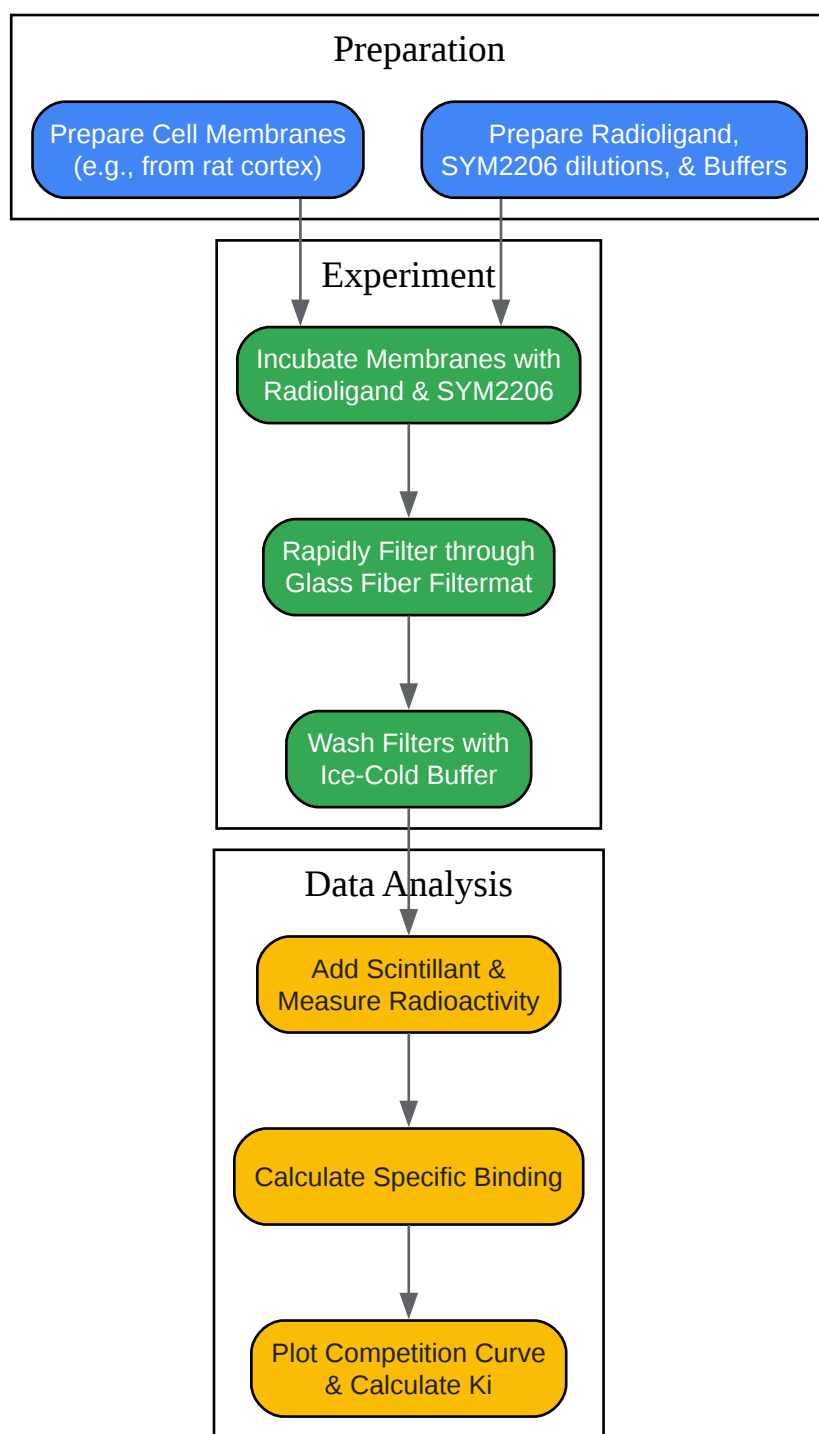 Preparation
Prepare Cell Membranes
(e.g., from rat cortex)
Prepare Radioligand,
SYM2206 dilutions, & Buffers
Experiment
Incubate Membranes with
Radioligand & SYM2206
Rapidly Filter through
Glass Fiber Filtermat
Wash Filters with
Ice-Cold Buffer
Data Analysis
Add Scintillant &
Measure Radioactivity
Calculate Specific Binding
Plot Competition Curve
& Calculate Ki